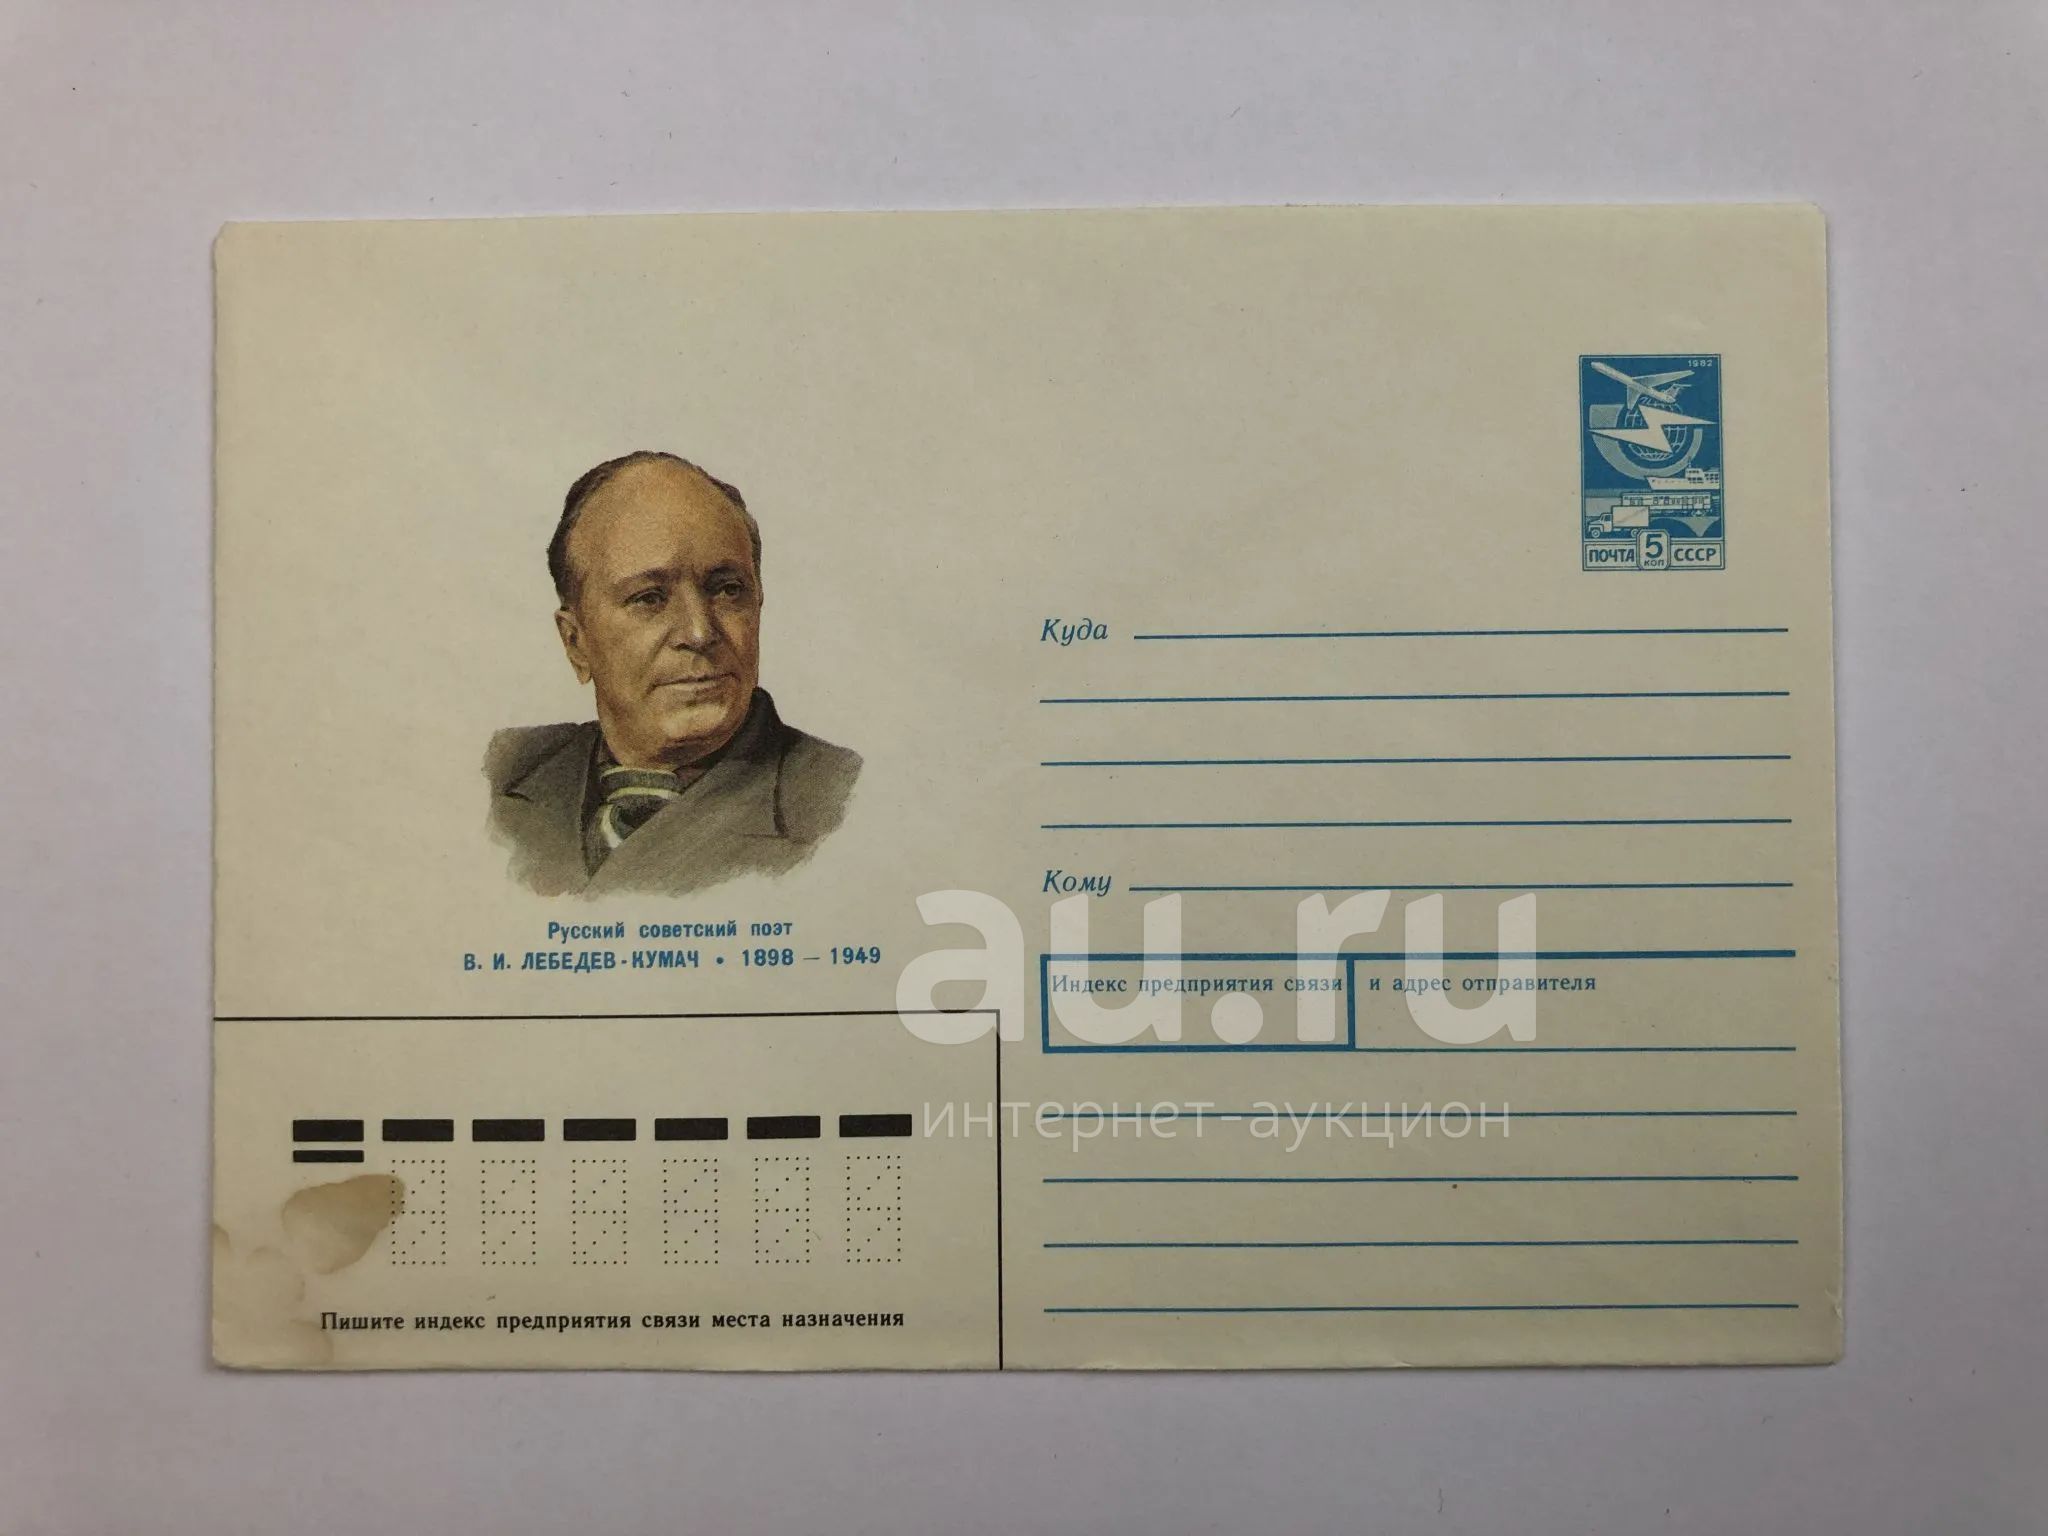 1982
ПОЧТА 5 КОП СССР
Куда
Кому
Русский советский поэт
В. И. ЛЕБЕДЕВ-КУМАЧ • 1898 — 1949
Индекс предприятия связи и адрес отправителя
au.ru
интернет-аукцион
Пишите индекс предприятия связи места назначения